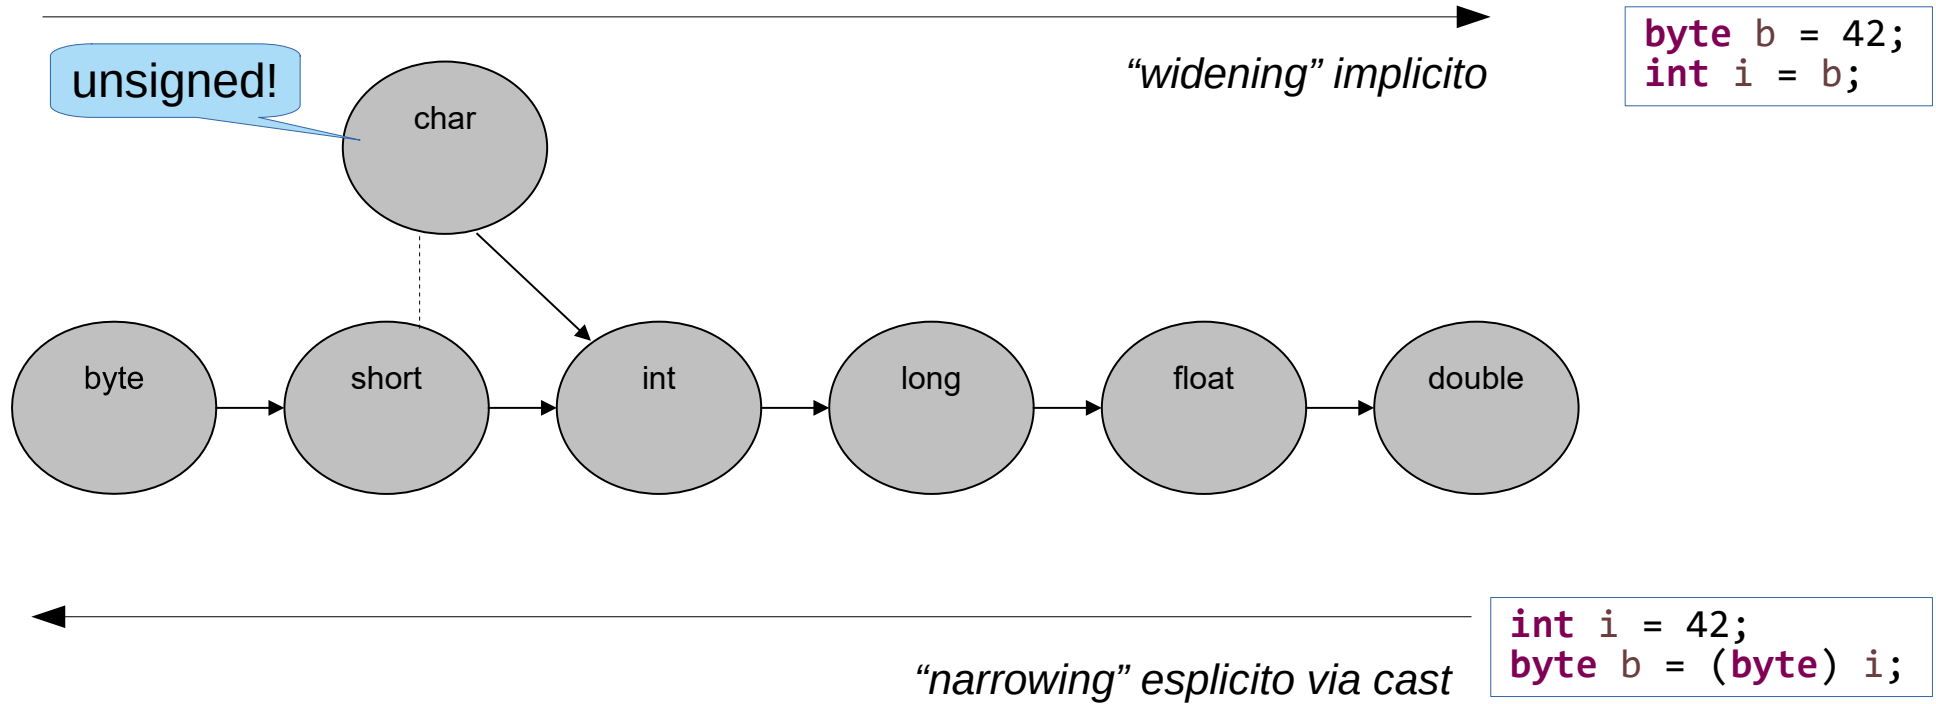 byte b = 42;
int i = b;
“widening” implicito
unsigned!
char
byte
short
int
long
float
double
int i = 42;
byte b = (byte) i;
“narrowing” esplicito via cast